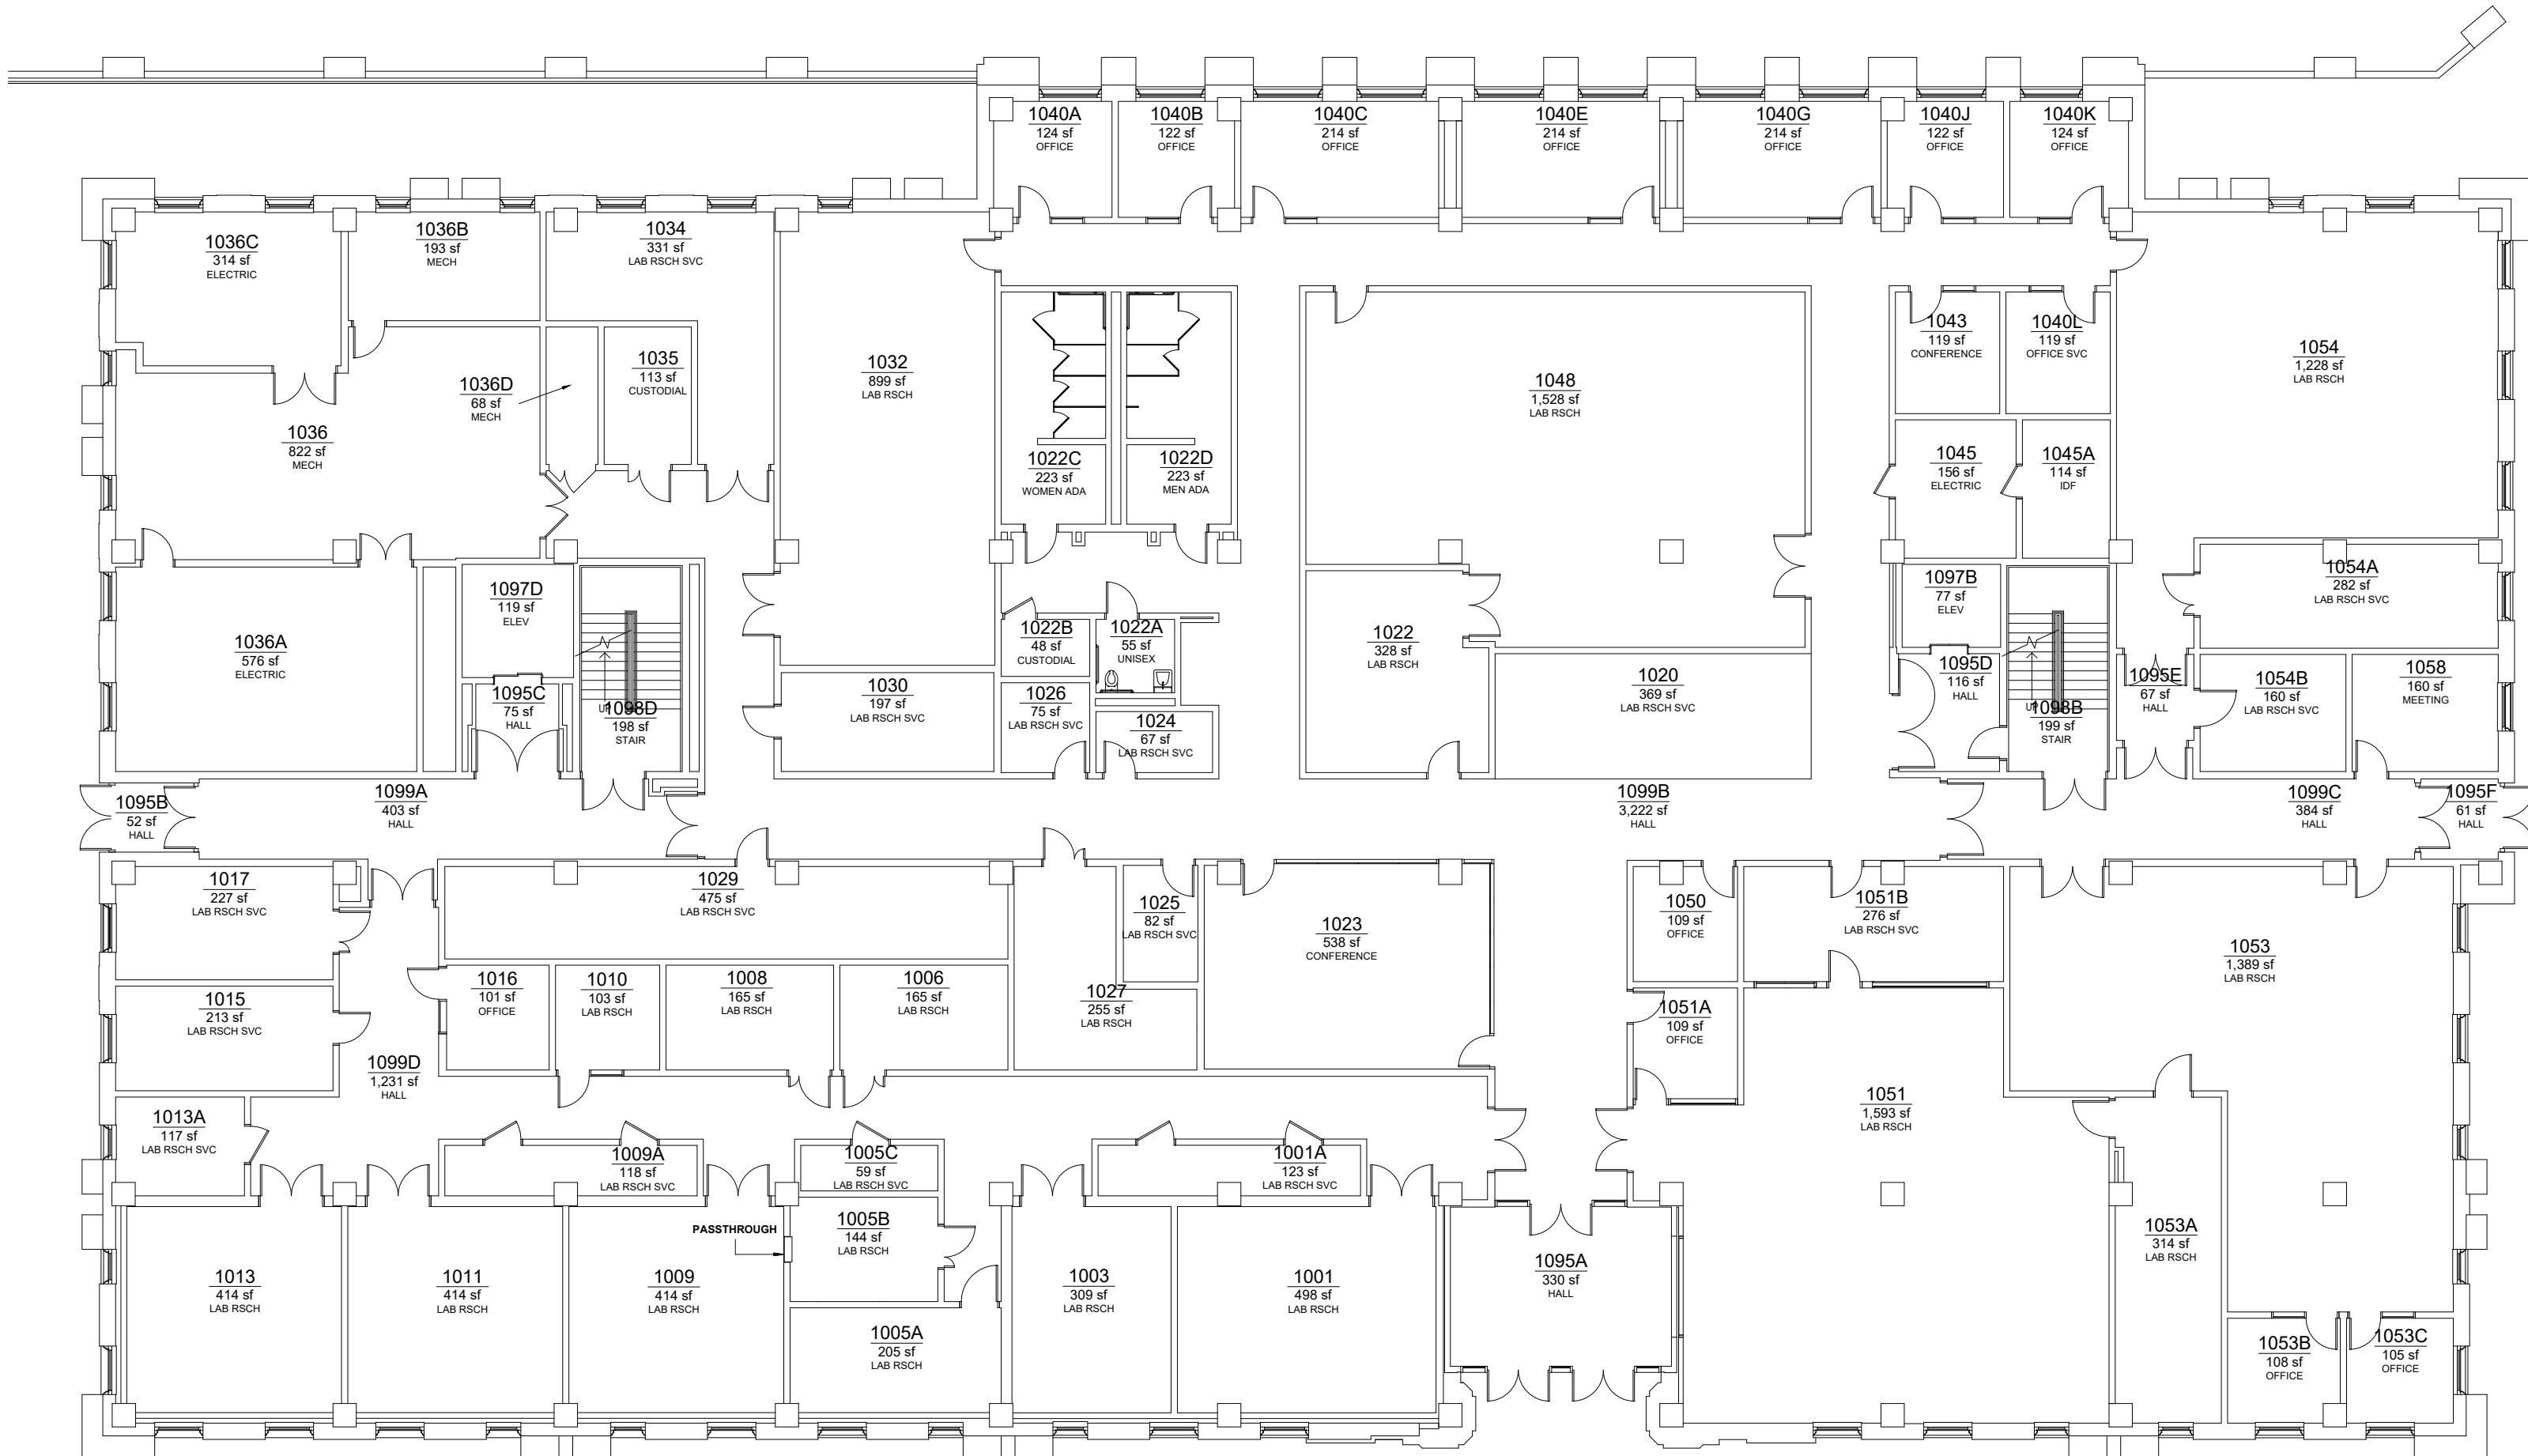 1040A
124 sf
OFFICE
1040B
122 sf
OFFICE
1040C
214 sf
OFFICE
1040E
214 sf
OFFICE
1040G
214 sf
OFFICE
1040J
122 sf
OFFICE
1040K
124 sf
OFFICE
1036C
314 sf
ELECTRIC
1036B
193 sf
MECH
1034
331 sf
LAB RSCH SVC
1036D
68 sf
MECH
1035
113 sf
CUSTODIAL
1032
899 sf
LAB RSCH
1048
1,528 sf
LAB RSCH
1043
119 sf
CONFERENCE
1040L
119 sf
OFFICE SVC
1054
1,228 sf
LAB RSCH
1036
822 sf
MECH
1022C
223 sf
WOMEN ADA
1022D
223 sf
MEN ADA
1045
156 sf
ELECTRIC
1045A
114 sf
IDF
1097D
119 sf
ELEV
1036A
576 sf
ELECTRIC
1022B
48 sf
CUSTODIAL
1022A
55 sf
UNISEX
1022
328 sf
LAB RSCH
1097B
77 sf
ELEV
1054A
282 sf
LAB RSCH SVC
1095C
75 sf
HALL
UP
1098D
198 sf
STAIR
1030
197 sf
LAB RSCH SVC
1026
75 sf
LAB RSCH SVC
1024
67 sf
LAB RSCH SVC
1020
369 sf
LAB RSCH SVC
1095D
116 sf
HALL
UP
1098B
199 sf
STAIR
1095E
67 sf
HALL
1054B
160 sf
LAB RSCH SVC
1058
160 sf
MEETING
1095B
52 sf
HALL
1099A
403 sf
HALL
1099B
3,222 sf
HALL
1099C
384 sf
HALL
1095F
61 sf
HALL
1017
227 sf
LAB RSCH SVC
1029
475 sf
LAB RSCH SVC
1025
82 sf
LAB RSCH SVC
1023
538 sf
CONFERENCE
1050
109 sf
OFFICE
1051B
276 sf
LAB RSCH SVC
1053
1,389 sf
LAB RSCH
1015
213 sf
LAB RSCH SVC
1016
101 sf
OFFICE
1010
103 sf
LAB RSCH
1008
165 sf
LAB RSCH
1006
165 sf
LAB RSCH
1027
255 sf
LAB RSCH
1051A
109 sf
OFFICE
1099D
1,231 sf
HALL
1051
1,593 sf
LAB RSCH
1013A
117 sf
LAB RSCH SVC
1009A
118 sf
LAB RSCH SVC
1005C
59 sf
LAB RSCH SVC
1001A
123 sf
LAB RSCH SVC
PASSTHROUGH
1005B
144 sf
LAB RSCH
1053A
314 sf
LAB RSCH
1013
414 sf
LAB RSCH
1011
414 sf
LAB RSCH
1009
414 sf
LAB RSCH
1003
309 sf
LAB RSCH
1001
498 sf
LAB RSCH
1095A
330 sf
HALL
1005A
205 sf
LAB RSCH
1053B
108 sf
OFFICE
1053C
105 sf
OFFICE